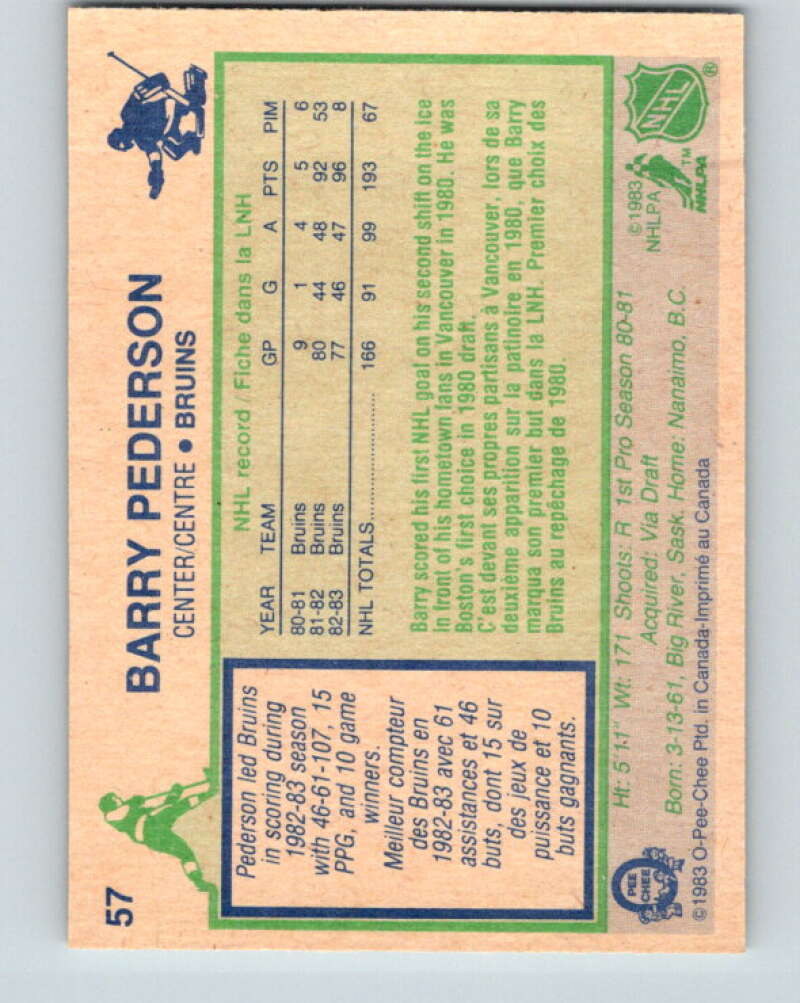 57
BARRY PEDERSON
CENTER/CENTRE • BRUINS
Pederson led Bruins
in scoring during
1982-83 season
with 46-61-107, 15
PPG, and 10 game
winners.
Meilleur compteur
des Bruins en
1982-83 avec 61
assistances et 46
buts, dont 15 sur
des jeux de
puissance et 10
buts gagnants.
NHL record / Fiche dans la LNH
YEAR TEAM GP G A PTS PIM
80-81 Bruins 9 1 4 5 6
81-82 Bruins 80 44 48 92 53
82-83 Bruins 77 46 47 96 8
NHL TOTALS.................... 166 91 99 193 67
Barry scored his first NHL goal on his second shift on the ice
in front of his hometown fans in Vancouver in 1980. He was
Boston's first choice in 1980 draft.
C'est devant ses propres partisans à Vancouver, lors de sa
deuxième apparition sur la patinoire en 1980, que Barry
marqua son premier but dans la LNH. Premier choix des
Bruins au repêchage de 1980.
Ht: 5'11" Wt: 171 Shoots: R 1st Pro Season 80-81
Acquired: Via Draft
Born: 3-13-61, Big River, Sask. Home: Nanaimo, B.C.
PEE
CHEE
©1983 O-Pee-Chee Ptd. in Canada-Imprimé au Canada
©1983
NHLPA
NHLPA
TM
NHL
®